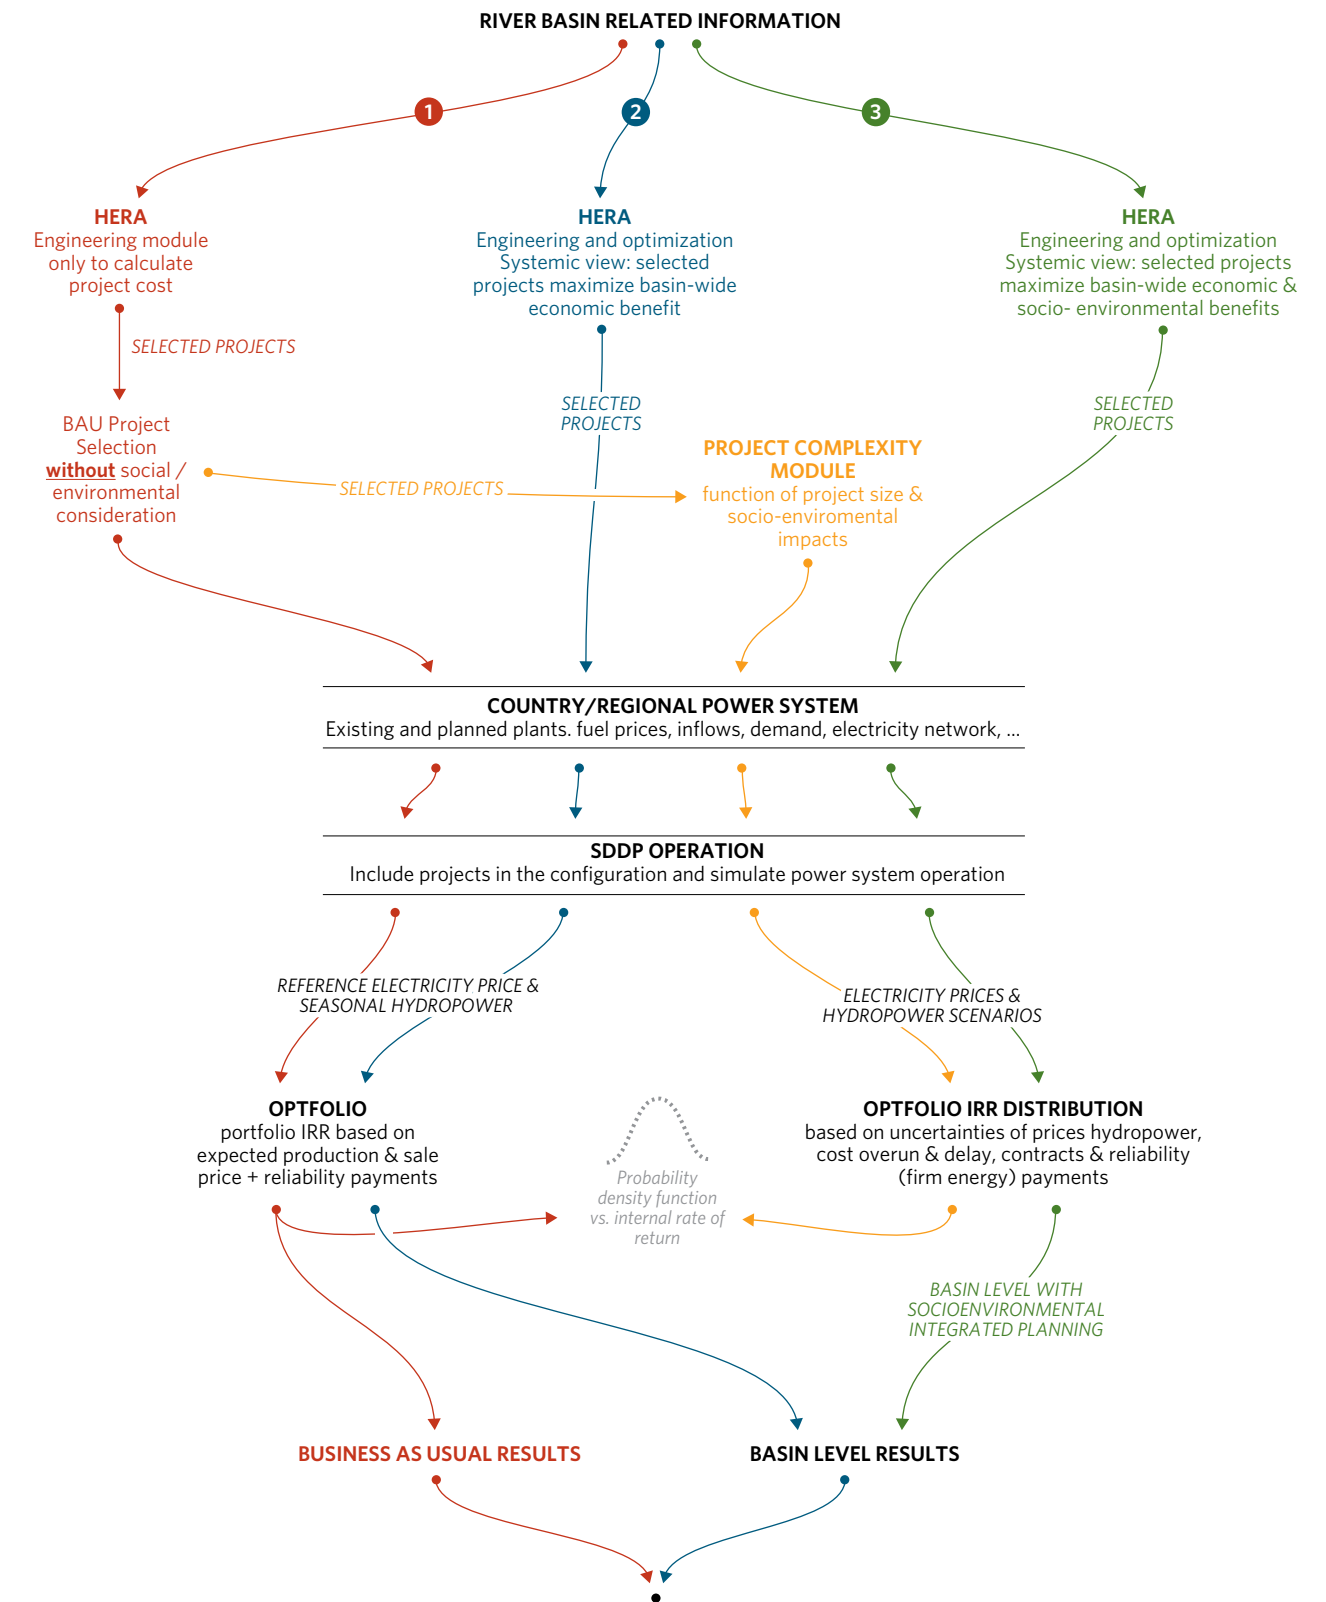 RIVER BASIN RELATED INFORMATION
1
2
3
HERA
Engineering module
only to calculate
project cost
HERA
Engineering and optimization
Systemic view: selected
projects maximize basin-wide
economic benefit
HERA
Engineering and optimization
Systemic view: selected projects
maximize basin-wide economic &
socio- environmental benefits
SELECTED PROJECTS
SELECTED
PROJECTS
SELECTED
PROJECTS
BAU Project
Selection
without social /
environmental
consideration
SELECTED PROJECTS
PROJECT COMPLEXITY
MODULE
function of project size &
socio-enviromental
impacts
COUNTRY/REGIONAL POWER SYSTEM
Existing and planned plants. fuel prices, inflows, demand, electricity network, ...
SDDP OPERATION
Include projects in the configuration and simulate power system operation
REFERENCE ELECTRICITY PRICE &
SEASONAL HYDROPOWER
ELECTRICITY PRICES &
HYDROPOWER SCENARIOS
OPTFOLIO
portfolio IRR based on
expected production & sale
price + reliability payments
OPTFOLIO IRR DISTRIBUTION
based on uncertainties of prices hydropower,
cost overun & delay, contracts & reliability
(firm energy) payments
Probability
density function
vs. internal rate of
return
BASIN LEVEL WITH
SOCIOENVIRONMENTAL
INTEGRATED PLANNING
BUSINESS AS USUAL RESULTS
BASIN LEVEL RESULTS